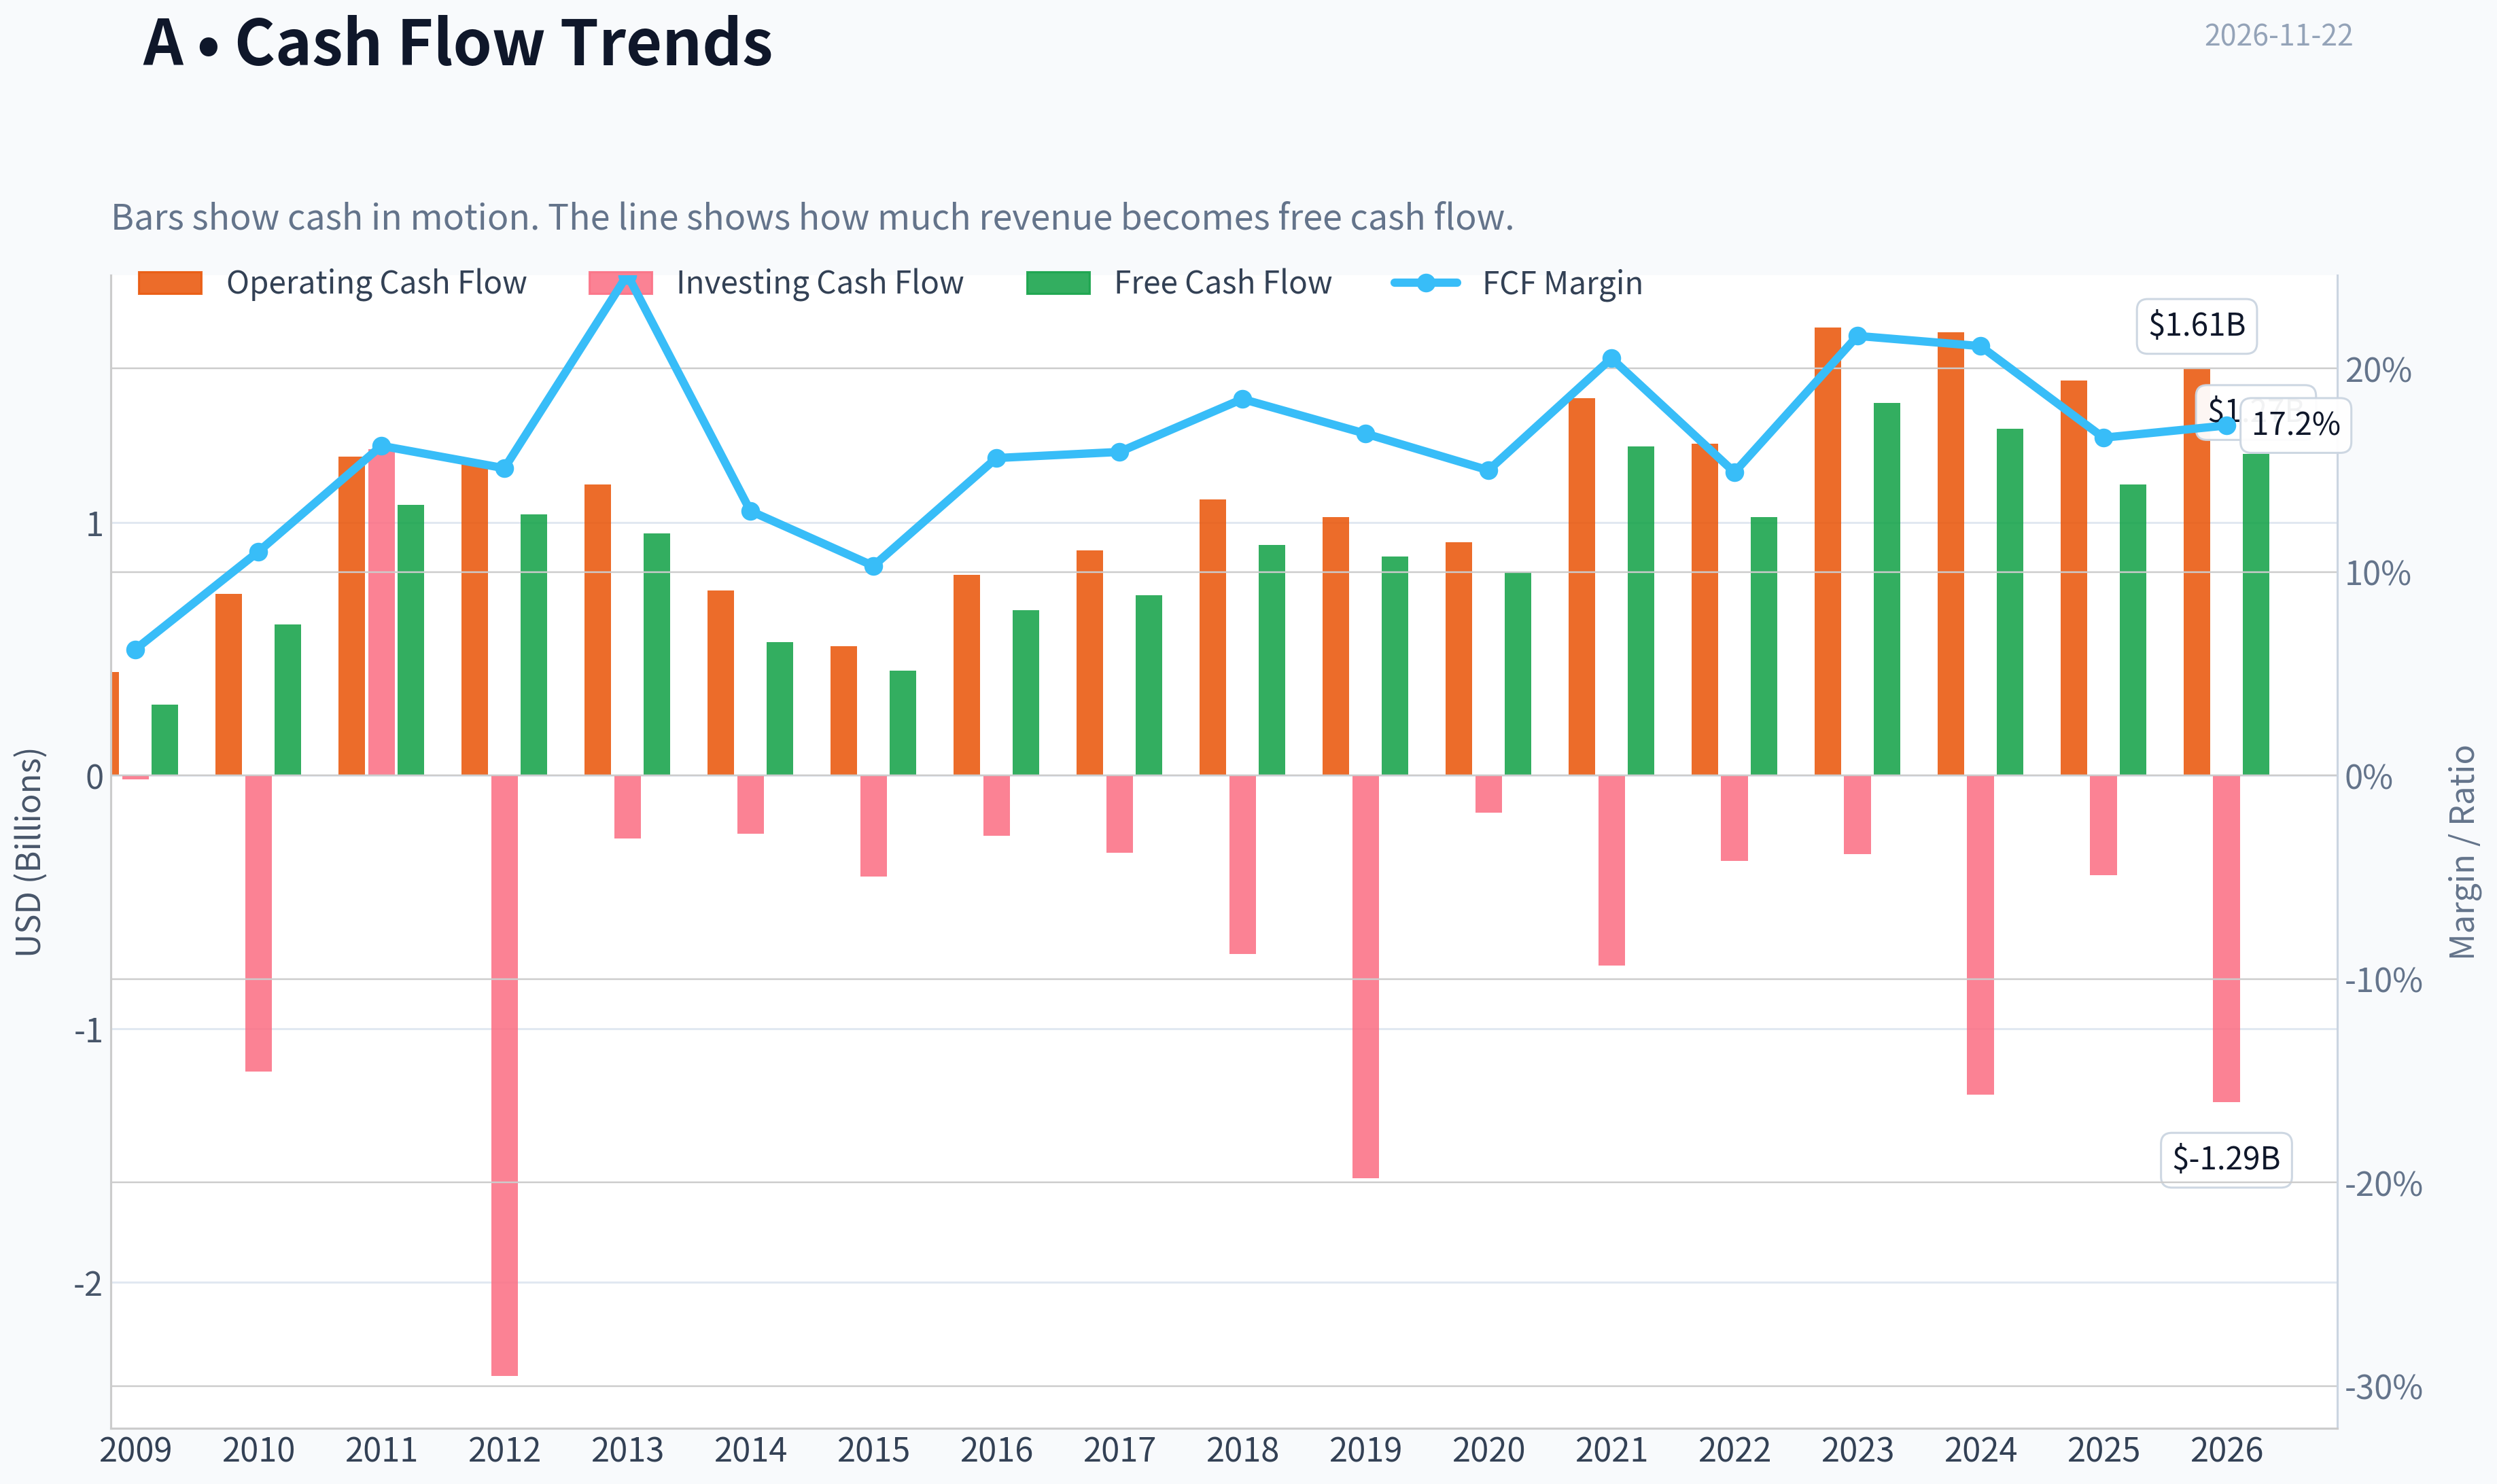 A • Cash Flow Trends
2026-11-22
Bars show cash in motion. The line shows how much revenue becomes free cash flow.
Operating Cash Flow
Investing Cash Flow
Free Cash Flow
FCF Margin
$1.61B
17.2%
$-1.29B
USD (Billions)
1
0
-1
-2
20%
10%
0%
-10%
-20%
-30%
Margin / Ratio
2009 2010 2011 2012 2013 2014 2015 2016 2017 2018 2019 2020 2021 2022 2023 2024 2025 2026